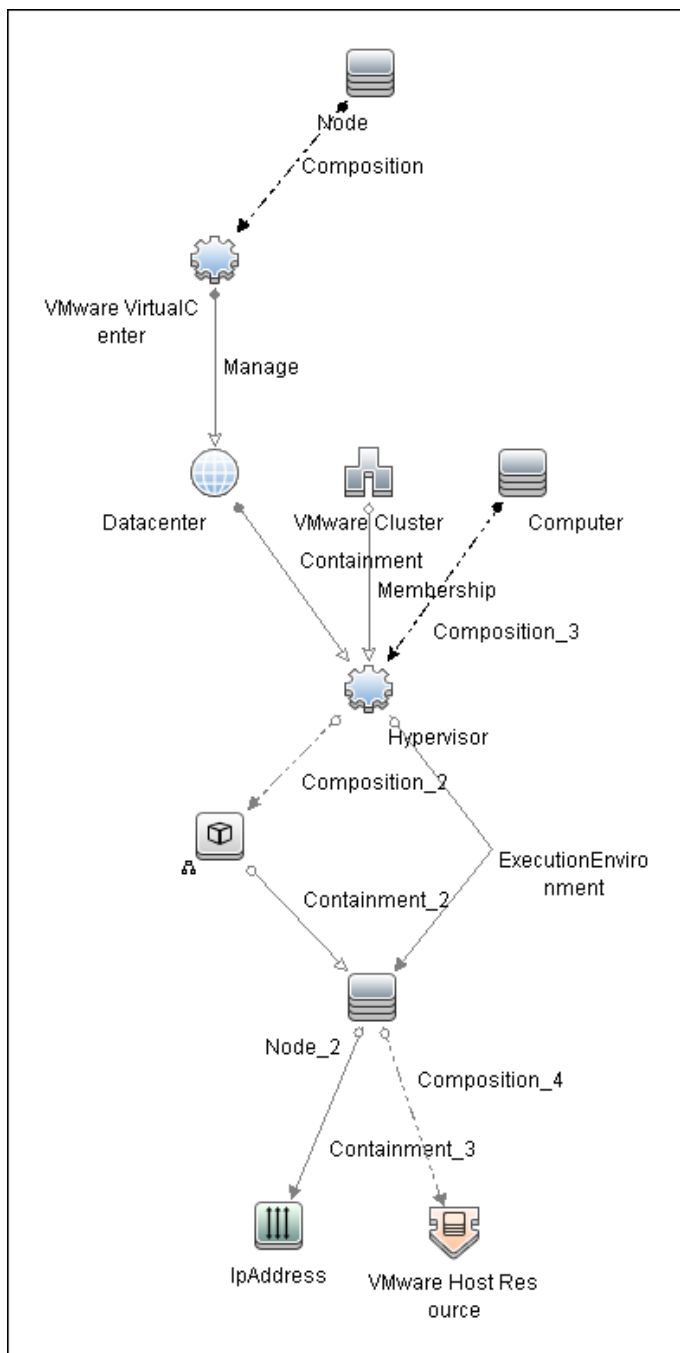 Node
Composition
VMware VirtualC
enter
Manage
Datacenter
VMware Cluster
Computer
Containment
Membership
Composition_3
Hypervisor
Composition_2
ExecutionEnviro
nment
Containment_2
Node_2
Composition_4
Containment_3
IpAddress
VMware Host Res
ource